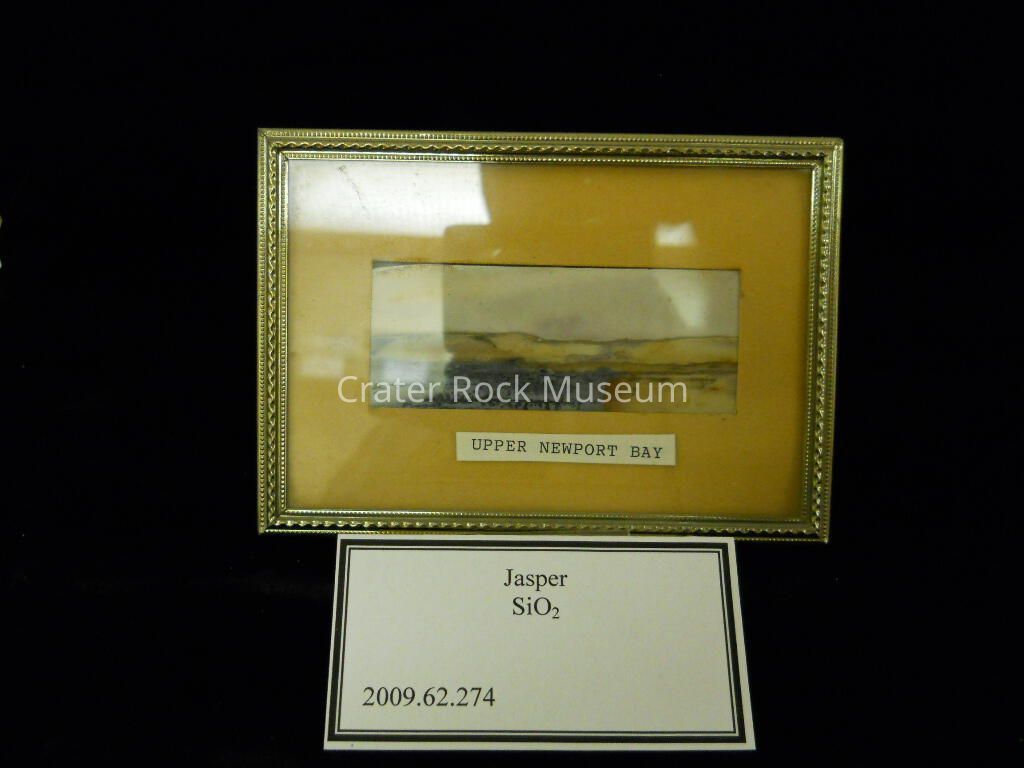 Crater Rock Museum
UPPER NEWPORT BAY
Jasper
SiO₂
2009.62.274